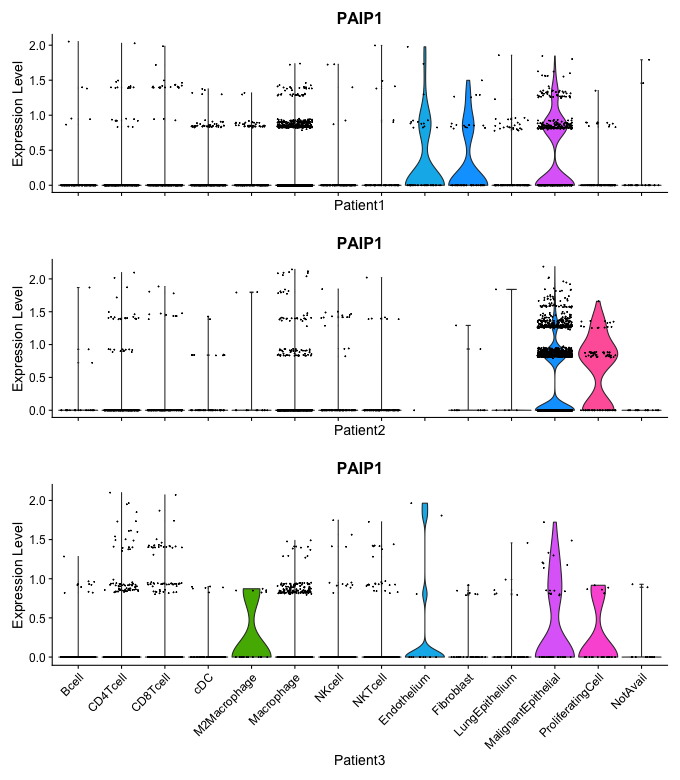 PAIP1
Expression Level
2.0
1.5
1.0
0.5
0.0
Patient1
PAIP1
Expression Level
2.0
1.5
1.0
0.5
0.0
Patient2
PAIP1
Expression Level
2.0
1.5
1.0
0.5
0.0
Bcell
CD4Tcell
CD8Tcell
cDC
M2Macrophage
Macrophage
NKcell
NKTcell
Endothelium
Fibroblast
LungEpithelium
MalignantEpithelial
ProliferatingCell
NotAvail
Patient3